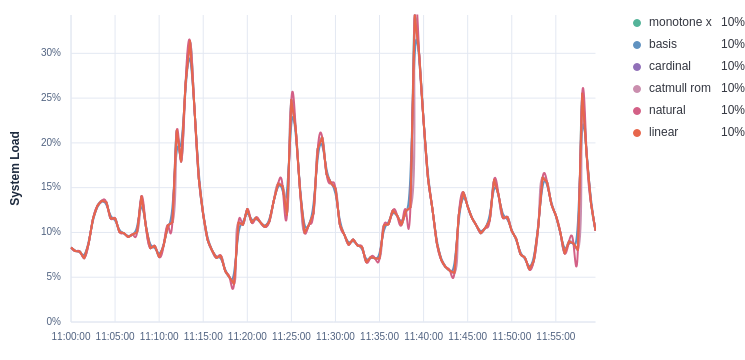 monotone x 10%
basis 10%
cardinal 10%
catmull rom 10%
natural 10%
linear 10%
System Load
30%
25%
20%
15%
10%
5%
0%
11:00:00 11:05:00 11:10:00 11:15:00 11:20:00 11:25:00 11:30:00 11:35:00 11:40:00 11:45:00 11:50:00 11:55:00